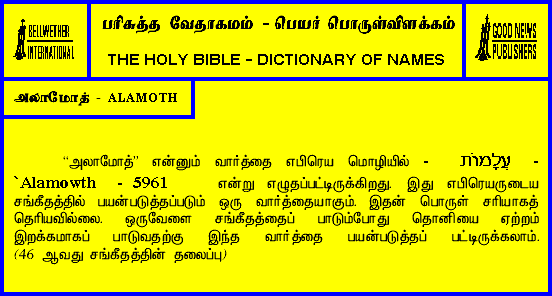 BELLWETHER
INTERNATIONAL
பரிசுத்த வேதாகமம் - பெயர் பொருள்விளக்கம்
THE HOLY BIBLE - DICTIONARY OF NAMES
GOOD NEWS
PUBLISHERS
அலாமோத் - ALAMOTH
“அலாமோத்” என்னும் வார்த்தை எபிரெய மொழியில் - עֲלָמוֹת -
`Alamowth - 5961 என்று எழுதப்பட்டிருக்கிறது. இது எபிரெயருடைய
சங்கீதத்தில் பயன்படுத்தப்படும் ஒரு வார்த்தையாகும். இதன் பொருள் சரியாகத்
தெரியவில்லை. ஒருவேளை சங்கீதத்தைப் பாடும்போது தொனியை ஏற்றம்
இறக்கமாகப் பாடுவதற்கு இந்த வார்த்தை பயன்படுத்தப் பட்டிருக்கலாம்.
(46 ஆவது சங்கீதத்தின் தலைப்பு)